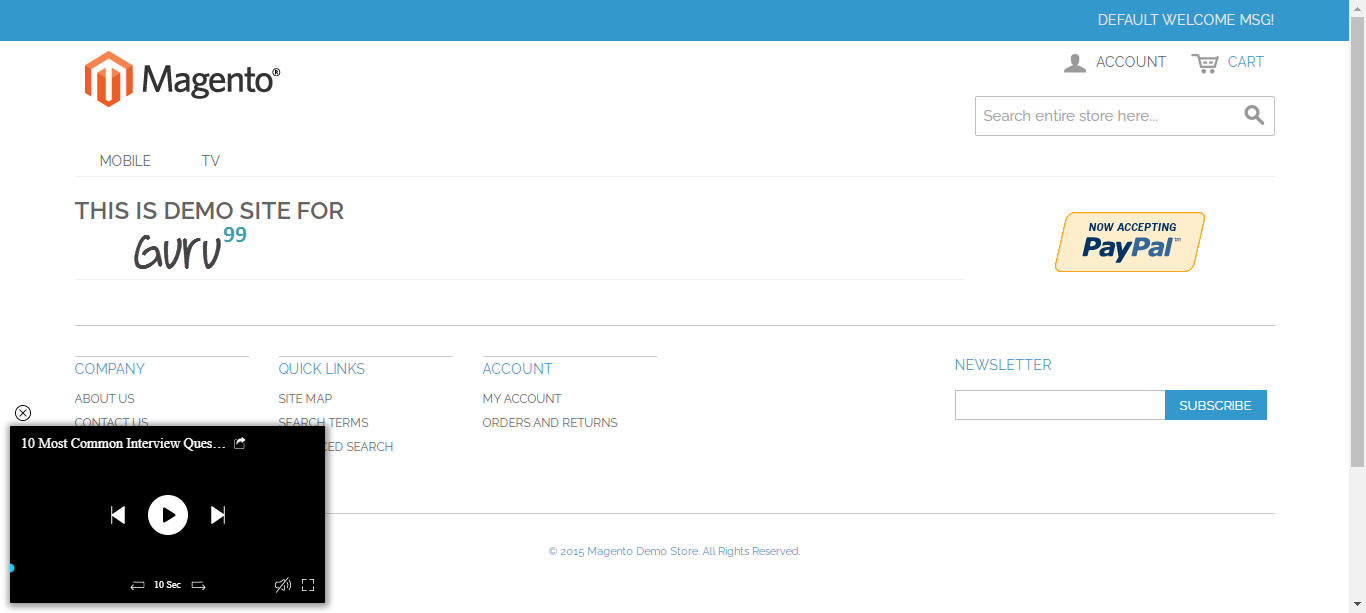 DEFAULT WELCOME MSG!
Magento®
ACCOUNT
CART
Search entire store here...
MOBILE
TV
THIS IS DEMO SITE FOR
Guru99
NOW ACCEPTING
PayPal™
COMPANY
ABOUT US
CONTACT US
QUICK LINKS
SITE MAP
SEARCH TERMS
CED SEARCH
ACCOUNT
MY ACCOUNT
ORDERS AND RETURNS
NEWSLETTER
SUBSCRIBE
10 Most Common Interview Ques...
10 Sec
© 2015 Magento Demo Store. All Rights Reserved.